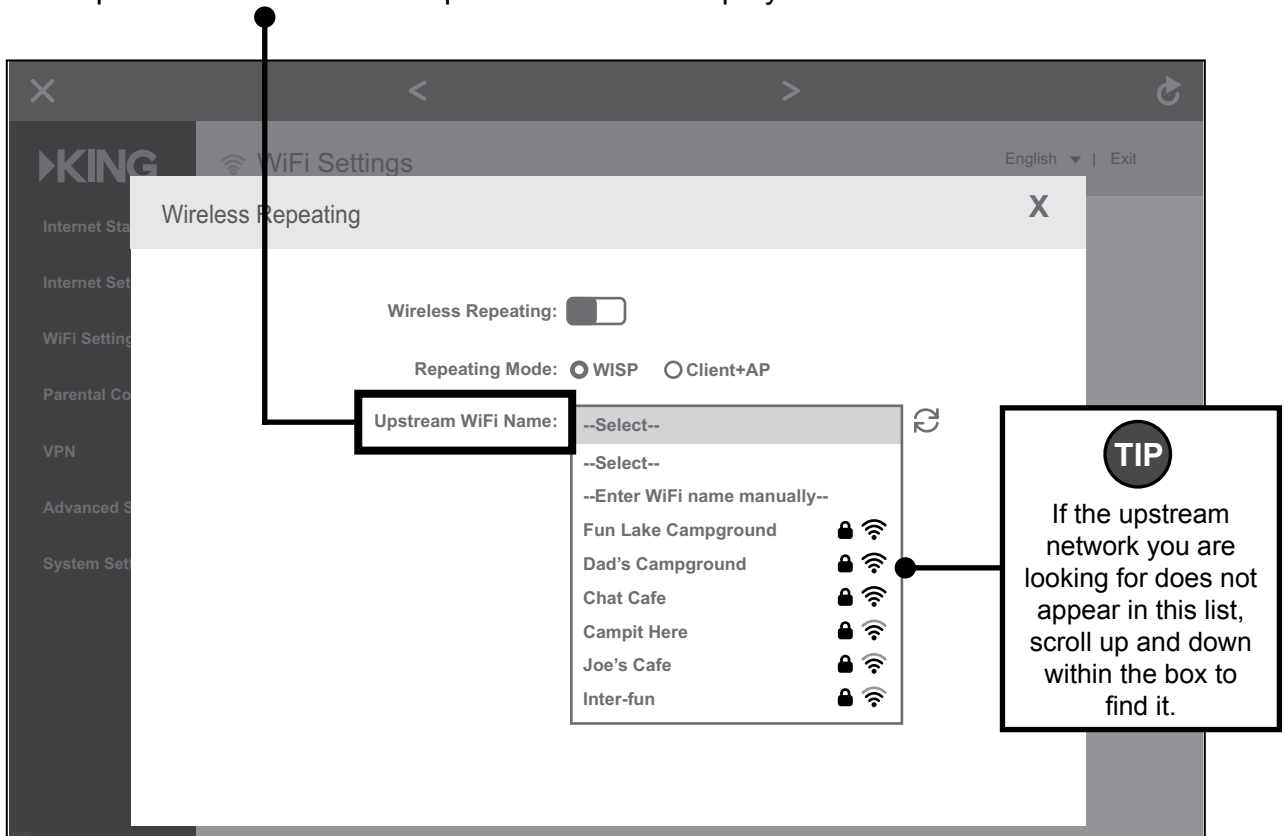 KING
WiFi Settings
English | Exit
Internet Sta
Internet Set
WiFi Setting
Parental Co
VPN
Advanced S
System Sett
Wireless Repeating
X
Wireless Repeating:
Repeating Mode: WISP Client+AP
Upstream WiFi Name: --Select--
--Select--
--Enter WiFi name manually--
Fun Lake Campground
Dad's Campground
Chat Cafe
Campit Here
Joe's Cafe
Inter-fun
TIP
If the upstream
network you are
looking for does not
appear in this list,
scroll up and down
within the box to
find it.